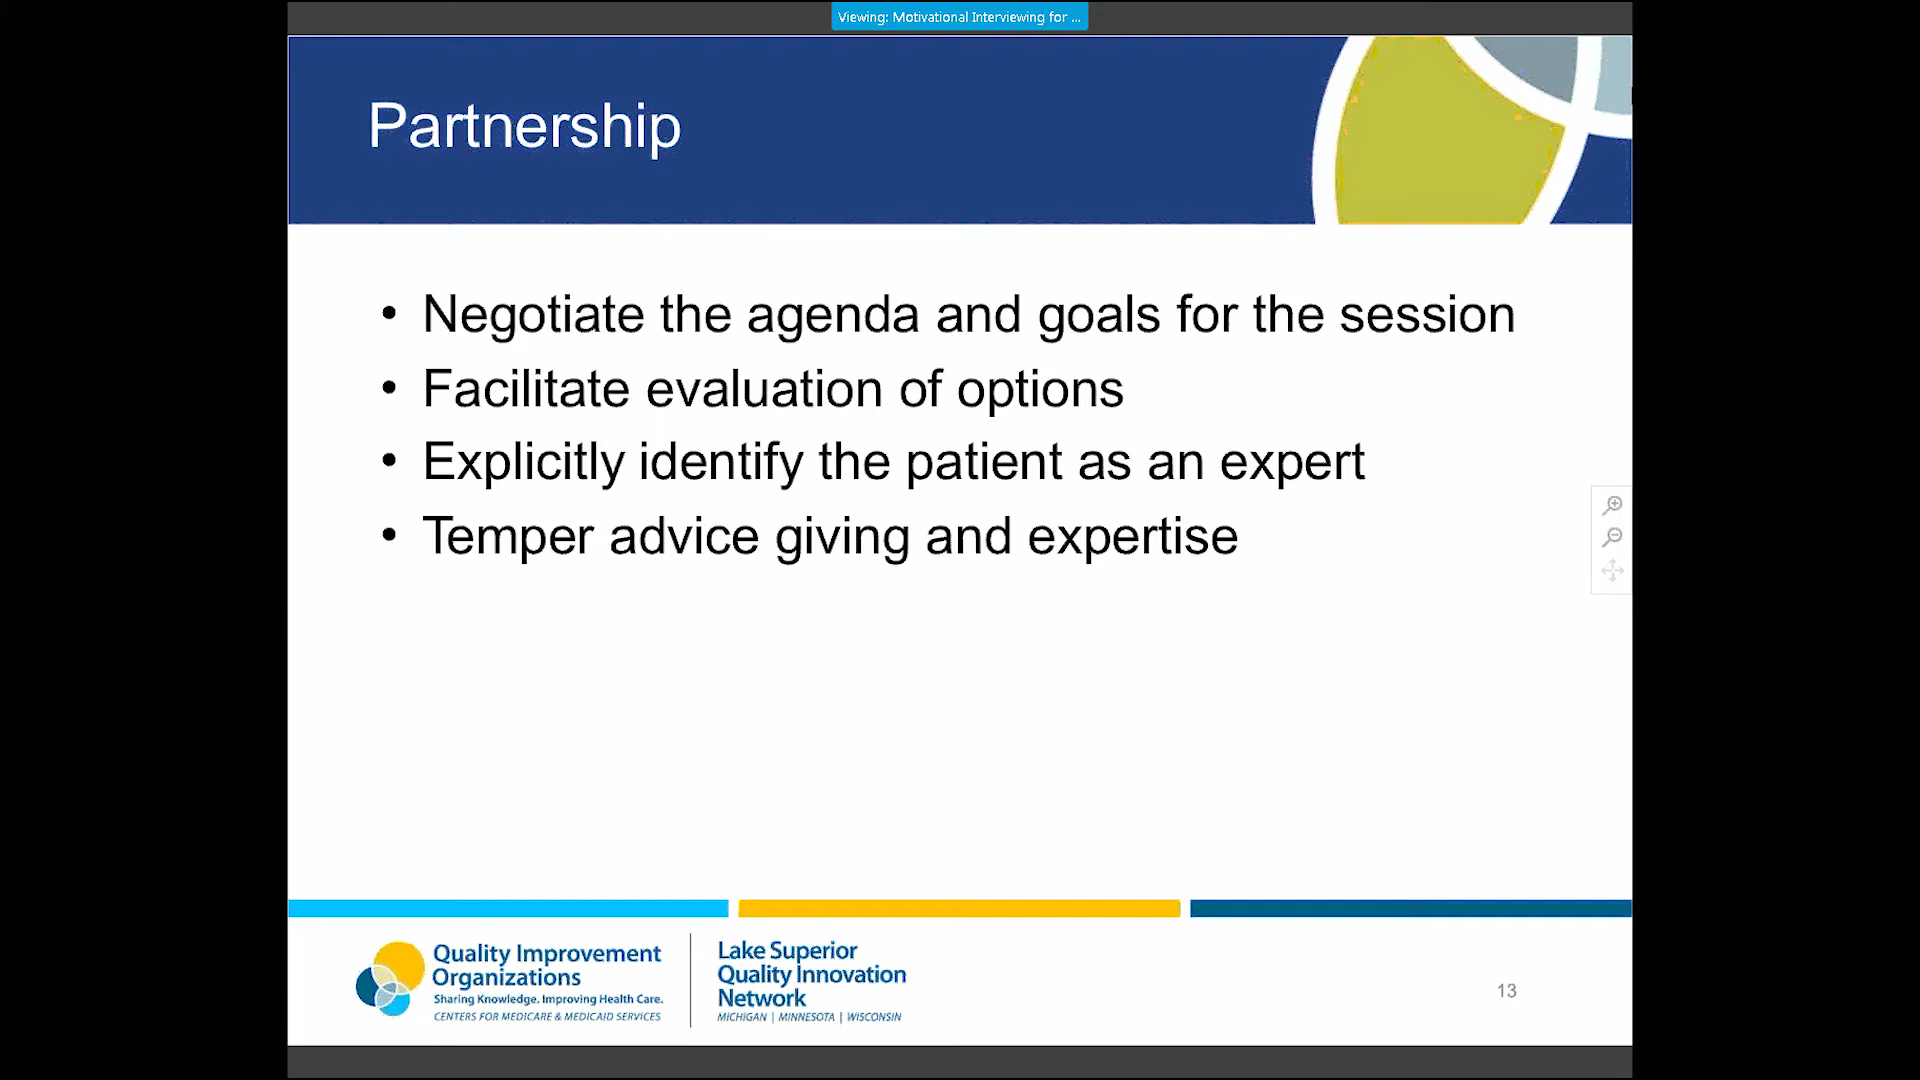 Viewing: Motivational Interviewing for ...
Partnership
• Negotiate the agenda and goals for the session
• Facilitate evaluation of options
• Explicitly identify the patient as an expert
• Temper advice giving and expertise
Quality Improvement
Organizations
Sharing Knowledge. Improving Health Care.
CENTERS FOR MEDICARE & MEDICAID SERVICES
Lake Superior
Quality Innovation
Network
MICHIGAN | MINNESOTA | WISCONSIN
13